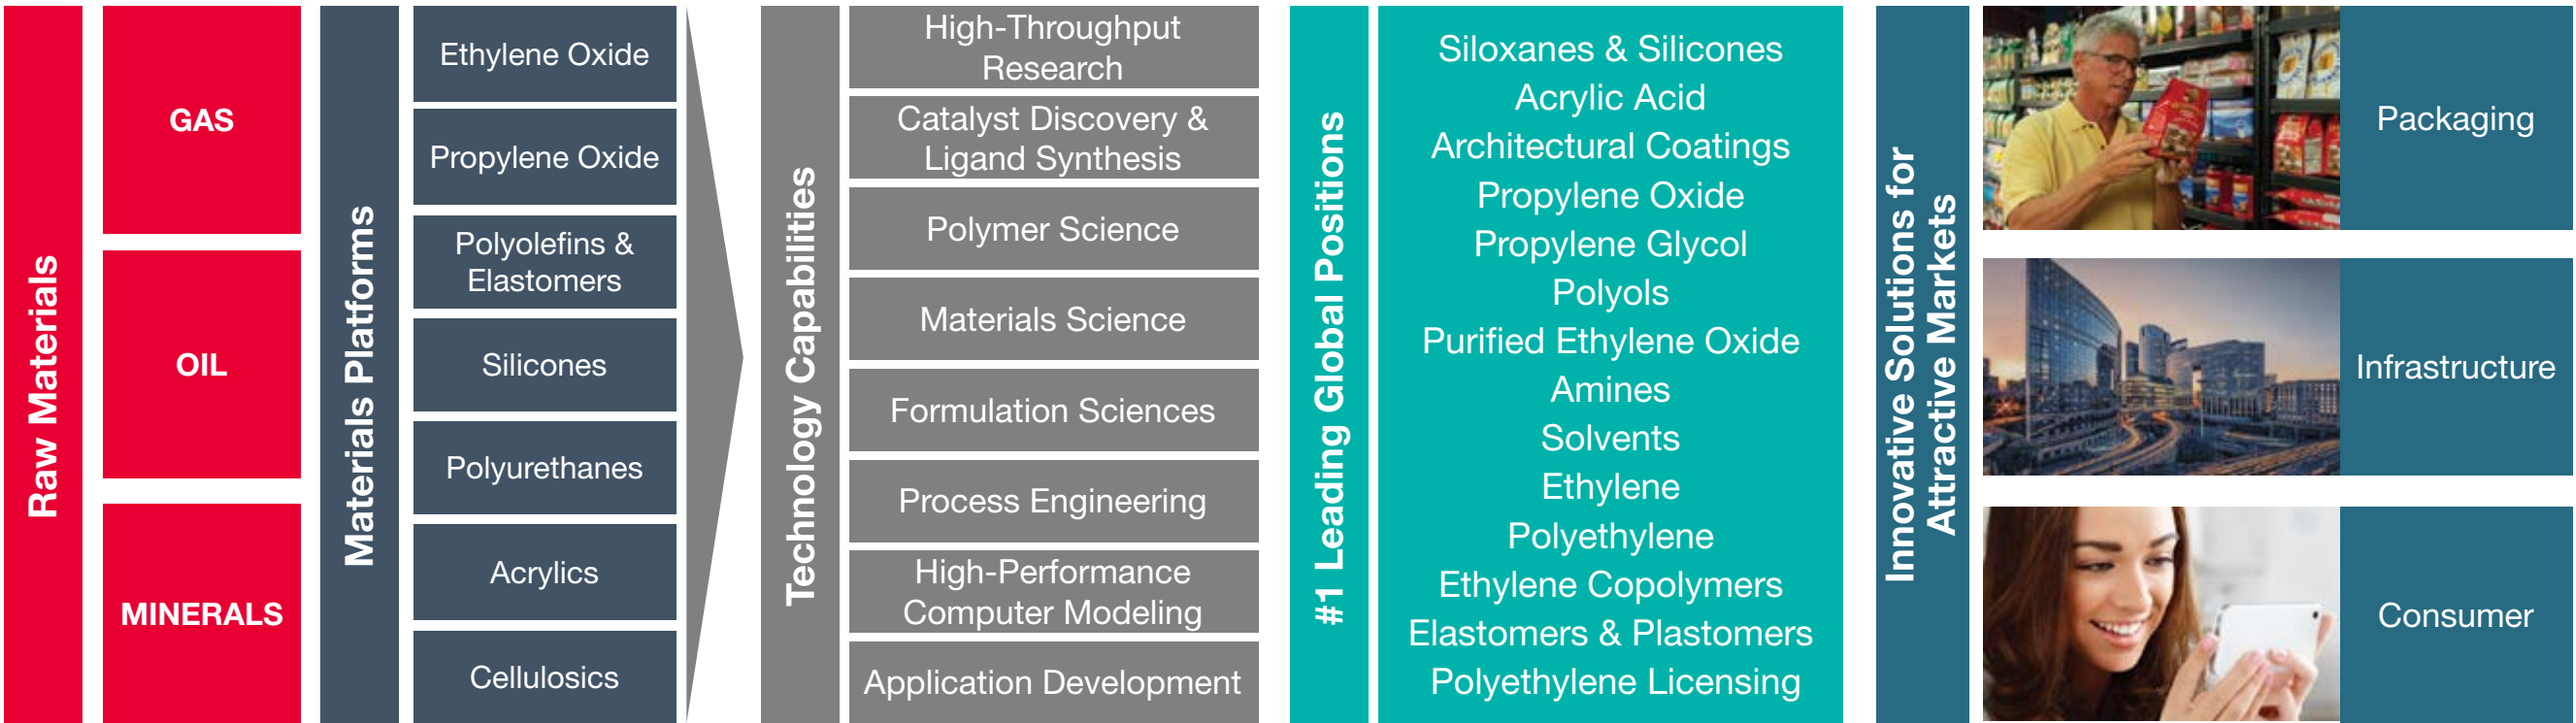 Raw Materials
GAS
OIL
MINERALS
Materials Platforms
Ethylene Oxide
Propylene Oxide
Polyolefins &
Elastomers
Silicones
Polyurethanes
Acrylics
Cellulosics
Technology Capabilities
High-Throughput
Research
Catalyst Discovery &
Ligand Synthesis
Polymer Science
Materials Science
Formulation Sciences
Process Engineering
High-Performance
Computer Modeling
Application Development
#1 Leading Global Positions
Siloxanes & Silicones
Acrylic Acid
Architectural Coatings
Propylene Oxide
Propylene Glycol
Polyols
Purified Ethylene Oxide
Amines
Solvents
Ethylene
Polyethylene
Ethylene Copolymers
Elastomers & Plastomers
Polyethylene Licensing
Innovative Solutions for
Attractive Markets
Packaging
Infrastructure
Consumer